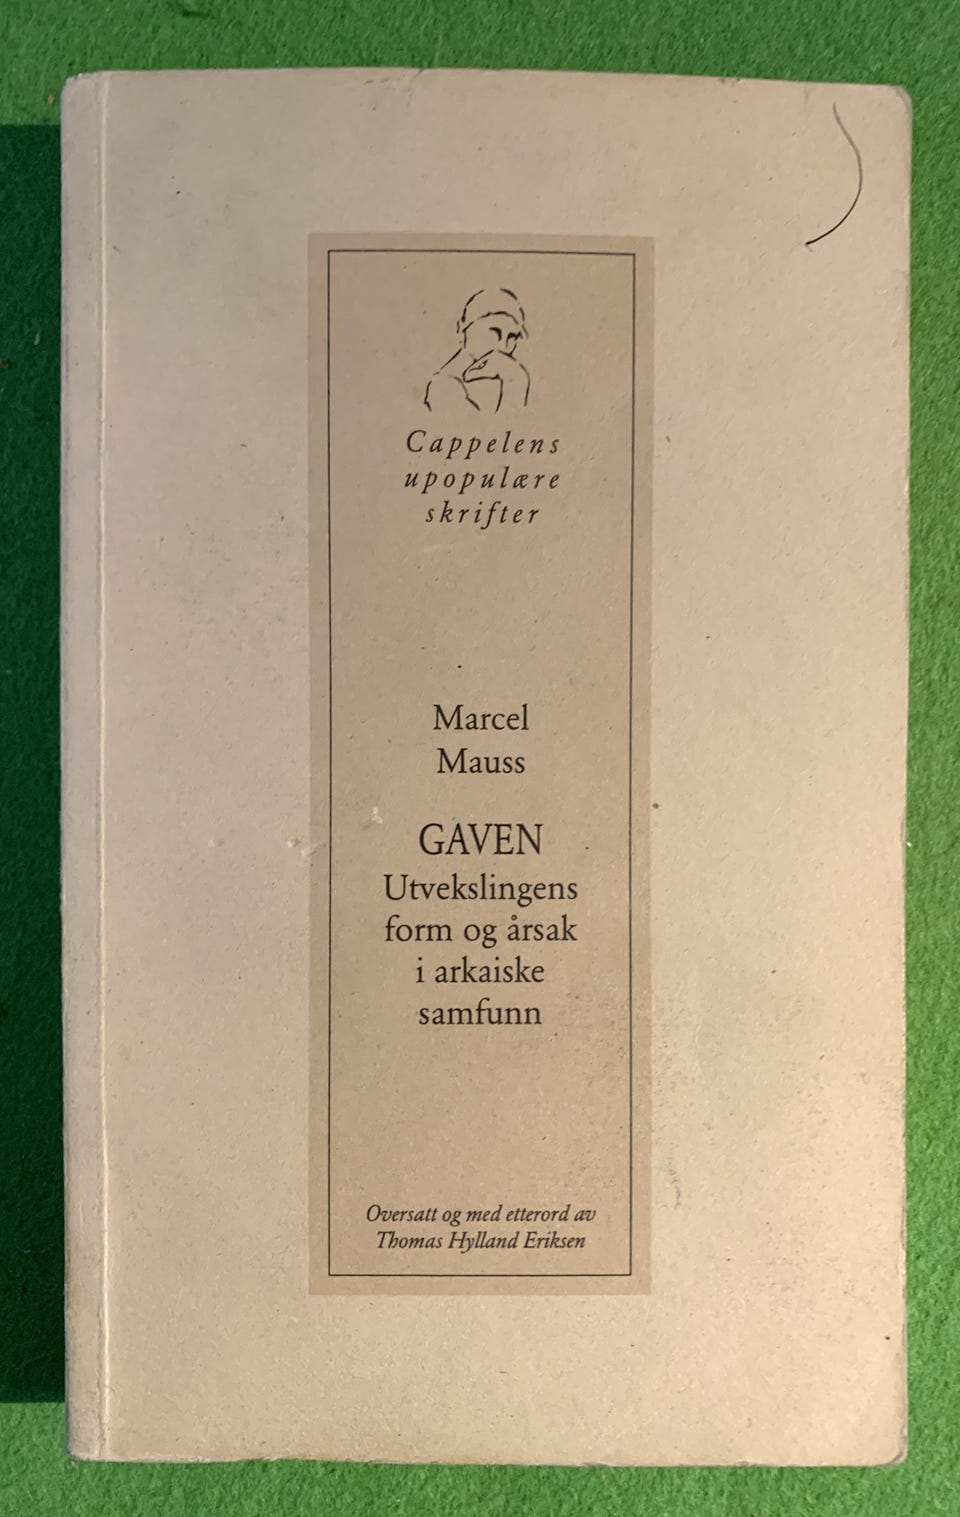 Cappelens
upopulære
skrifter
Marcel
Mauss
GAVEN
Utvekslingens
form og årsak
i arkaiske
samfunn
Oversatt og med etterord av
Thomas Hylland Eriksen